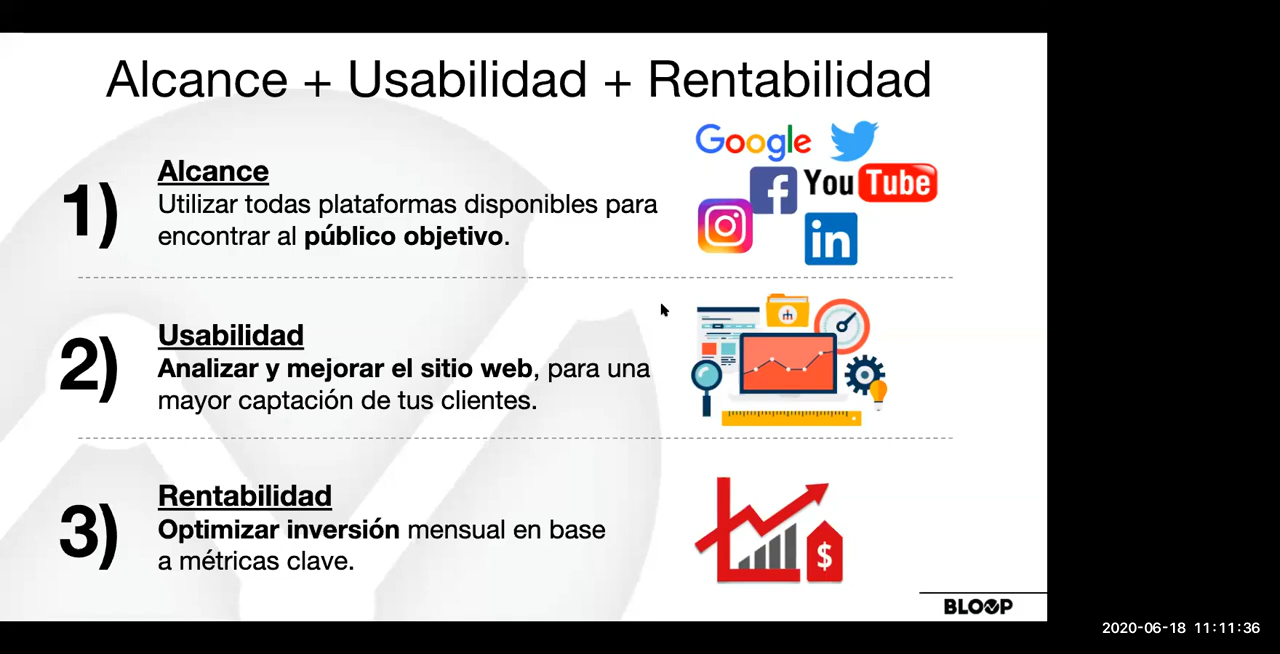 Alcance + Usabilidad + Rentabilidad
Google
YouTube
f
in
1)
Alcance
Utilizar todas plataformas disponibles para
encontrar al público objetivo.
2)
Usabilidad
Analizar y mejorar el sitio web, para una
mayor captación de tus clientes.
3)
Rentabilidad
Optimizar inversión mensual en base
a métricas clave.
$
BLOOP
2020-06-18 11:11:36